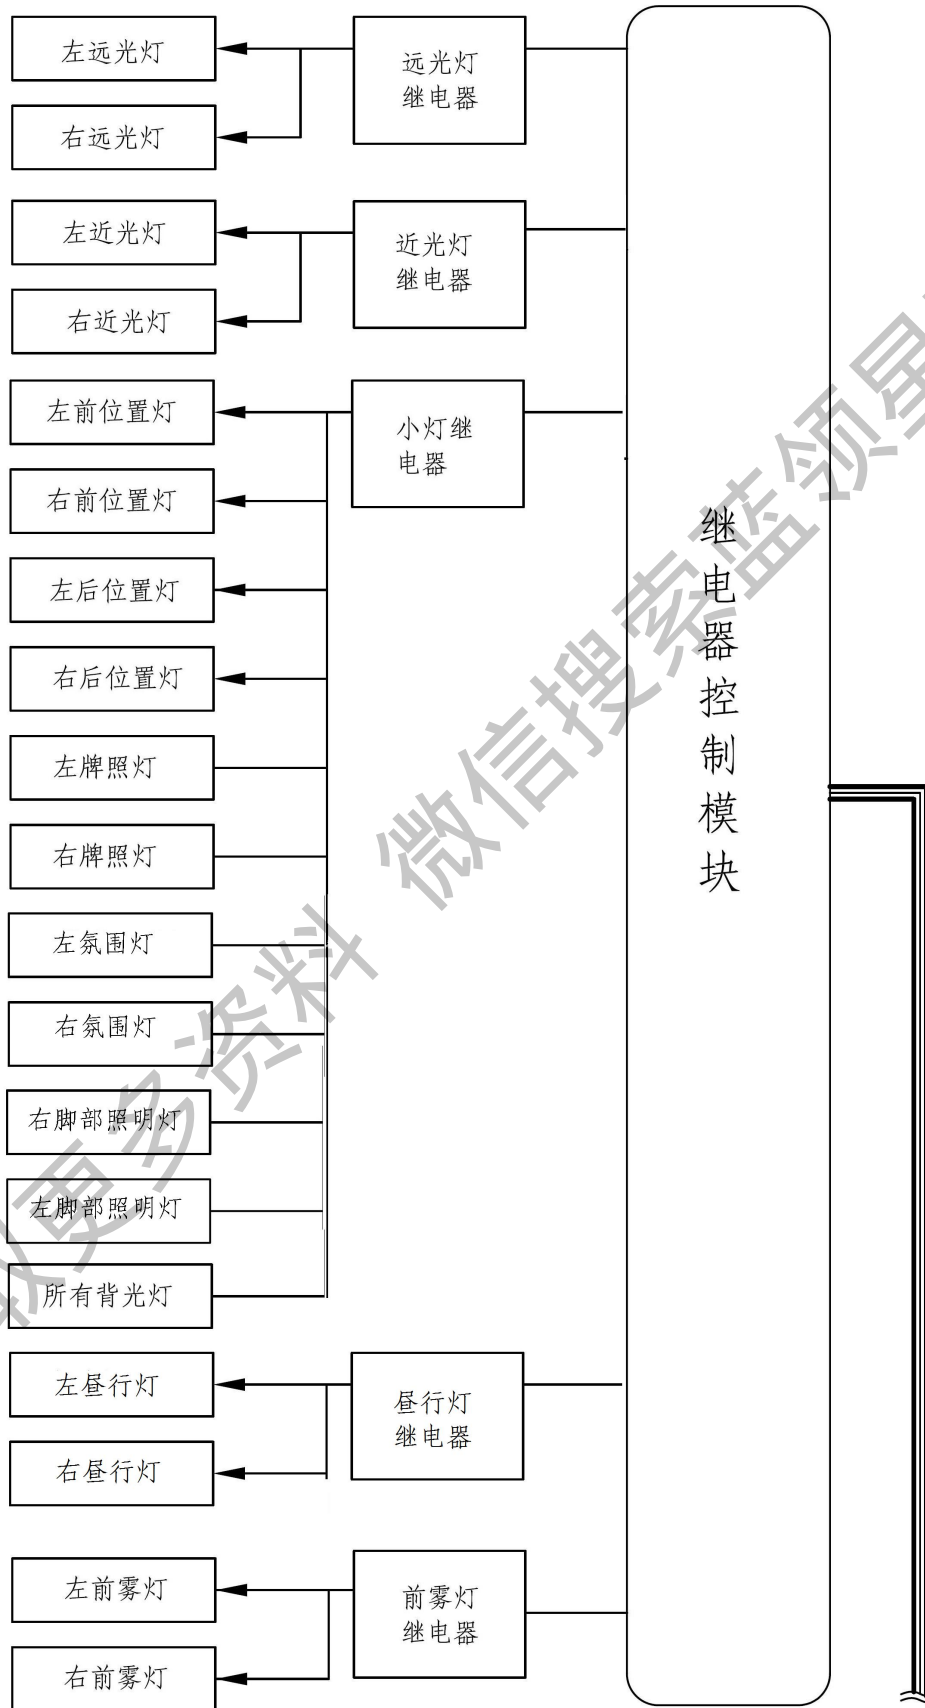 左远光灯
右远光灯
远光灯
继电器
左近光灯
右近光灯
近光灯
继电器
左前位置灯
右前位置灯
左后位置灯
右后位置灯
左牌照灯
右牌照灯
左氛围灯
右氛围灯
右脚部照明灯
左脚部照明灯
所有背光灯
小灯继
电器
左昼行灯
右昼行灯
昼行灯
继电器
左前雾灯
右前雾灯
前雾灯
继电器
继电器控制模块
更多资料 微信搜索蓝领星